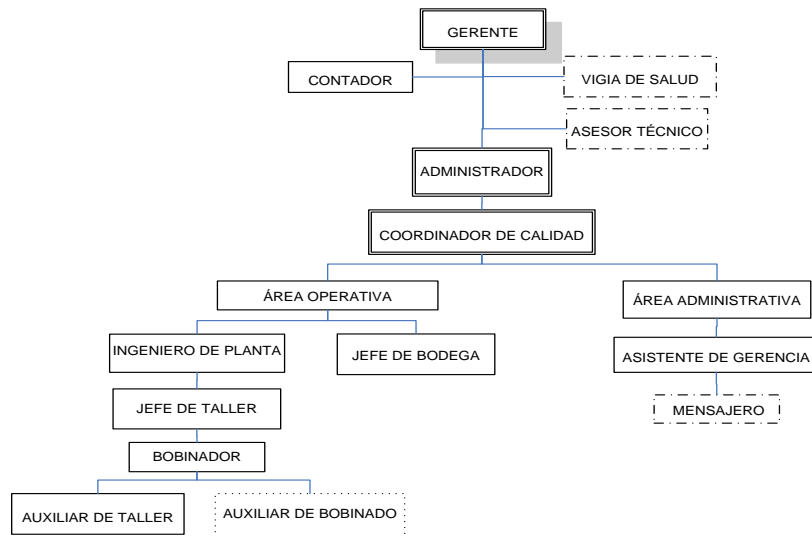 GERENTE
CONTADOR
VIGIA DE SALUD
ASESOR TÉCNICO
ADMINISTRADOR
COORDINADOR DE CALIDAD
ÁREA OPERATIVA
ÁREA ADMINISTRATIVA
INGENIERO DE PLANTA
JEFE DE BODEGA
ASISTENTE DE GERENCIA
JEFE DE TALLER
MENSAJERO
BOBINADOR
AUXILIAR DE TALLER
AUXILIAR DE BOBINADO